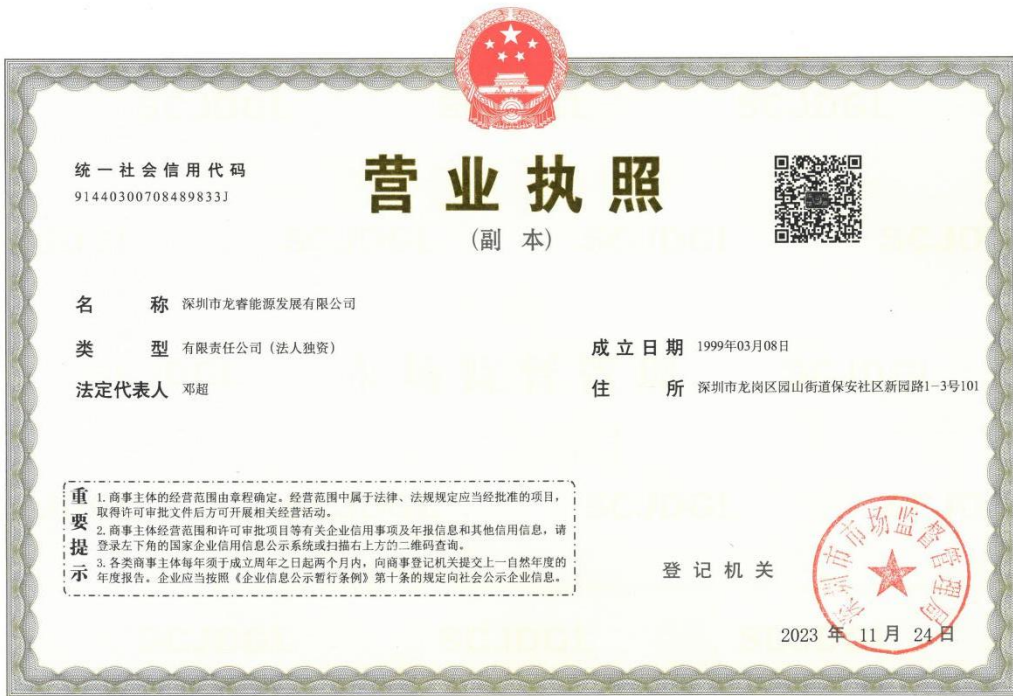 统一社会信用代码
91440300708489833J
营业执照
(副 本)
名 称 深圳市龙睿能源发展有限公司
类 型 有限责任公司(法人独资)
法定代表人 邓超
成立日期 1999年03月08日
住 所 深圳市龙岗区园山街道保安社区新园路1-3号101
重要提示
1.商事主体的经营范围由章程确定。经营范围中属于法律、法规规定应当经批准的项目,
取得许可审批文件后方可开展相关经营活动。
2.商事主体经营范围和许可审批项目等有关企业信用事项及年报信息和其他信用信息,请
登录左下角的国家企业信用信息公示系统或扫描右上方的二维码查询。
3.各类商事主体每年须于成立周年之日起两个月内,向商事登记机关提交上一自然年度的
年度报告。企业应当按照《企业信息公示暂行条例》第十条的规定向社会公示企业信息。
登记机关
深圳市市场监督管理局
2023 年 11 月 24 日